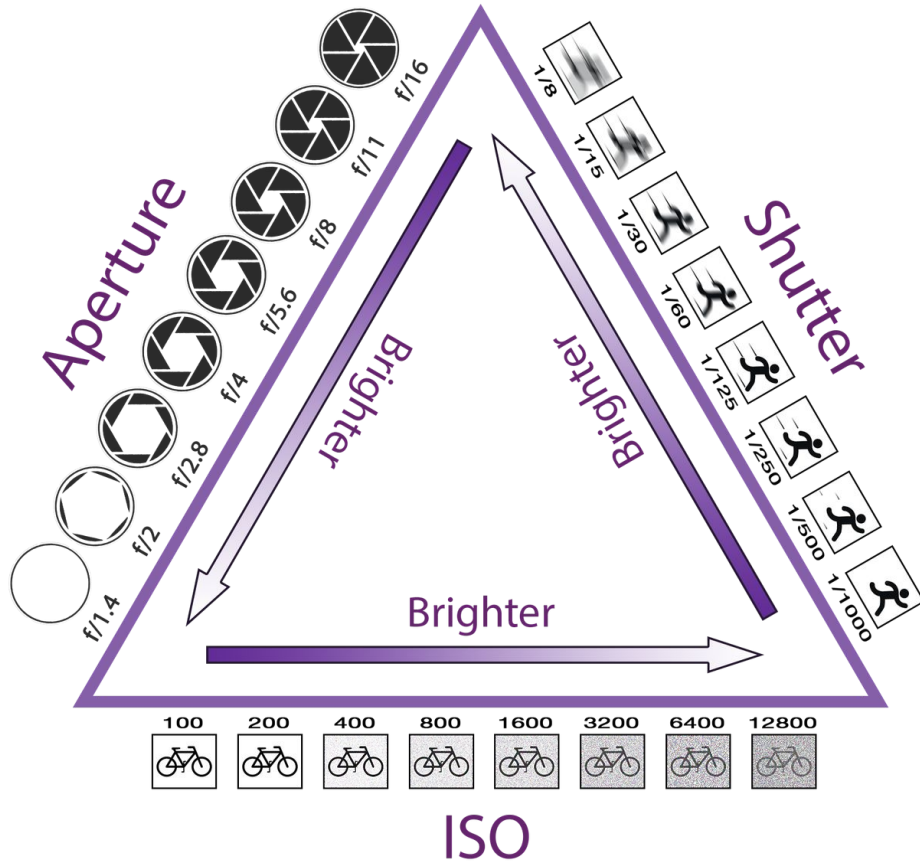 Aperture
f/16
f/11
f/8
f/5.6
f/4
f/2.8
f/2
f/1.4
Brighter
Shutter
1/8
1/15
1/30
1/60
1/125
1/250
1/500
1/1000
Brighter
Brighter
100 200 400 800 1600 3200 6400 12800
ISO